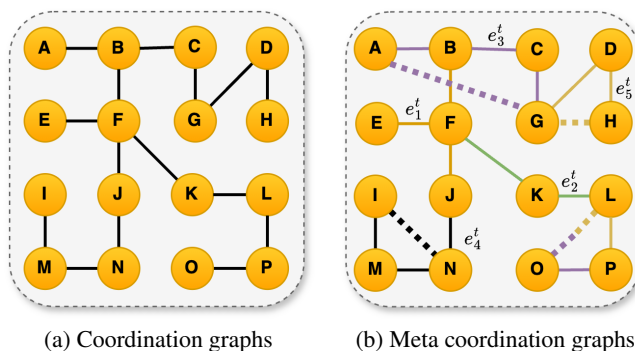 A B C D
E F G H
I J K L
M N O P
(a) Coordination graphs
A B e_3^t C D
e_5^t
E e_1^t F G H
I J K e_2^t L
e_4^t
M N O P
(b) Meta coordination graphs